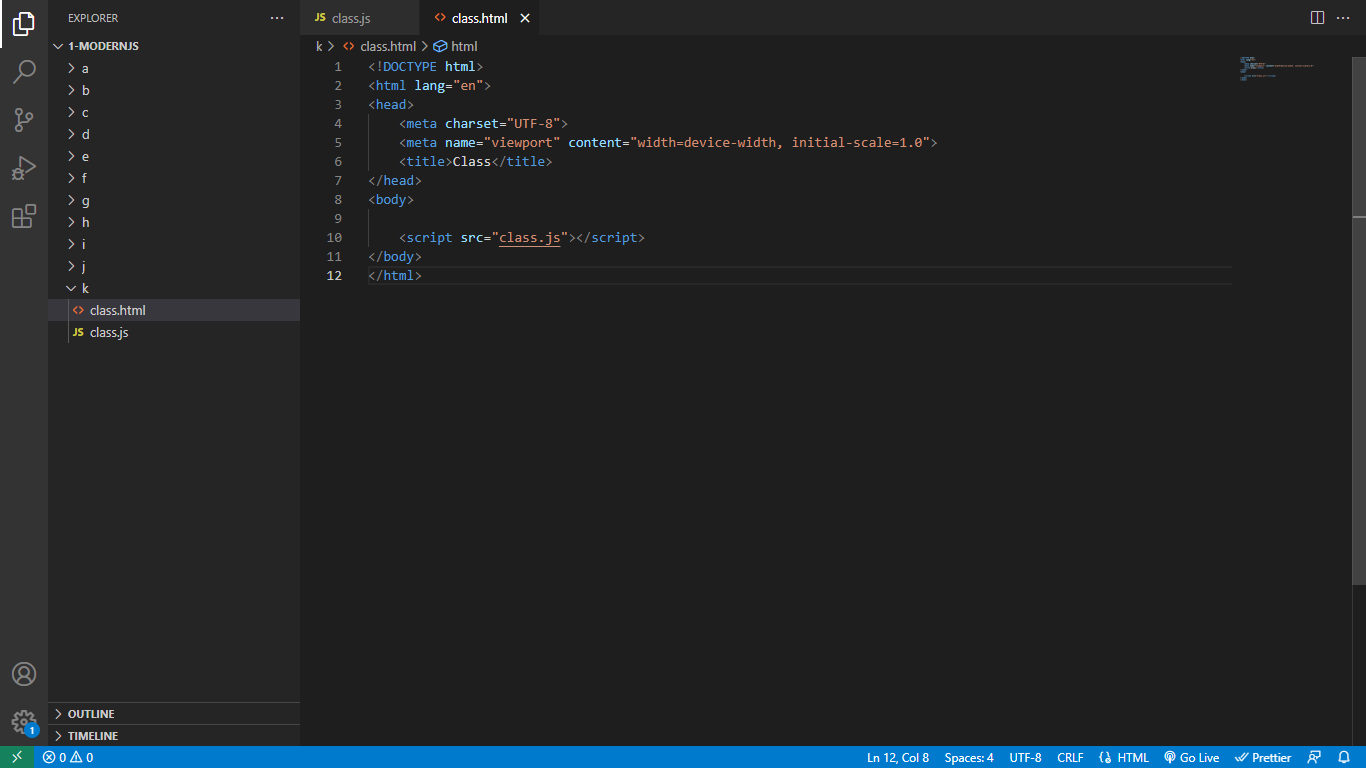 EXPLORER
1-MODERNJS
a
b
c
d
e
f
g
h
i
j
k
class.html
JS class.js
OUTLINE
TIMELINE
JS class.js
class.html
k > class.html > html
1 <!DOCTYPE html>
2 <html lang="en">
3 <head>
4 <meta charset="UTF-8">
5 <meta name="viewport" content="width=device-width, initial-scale=1.0">
6 <title>Class</title>
7 </head>
8 <body>
9
10 <script src="class.js"></script>
11 </body>
12 </html>
1
0 0 Ln 12, Col 8 Spaces: 4 UTF-8 CRLF {} HTML Go Live Prettier